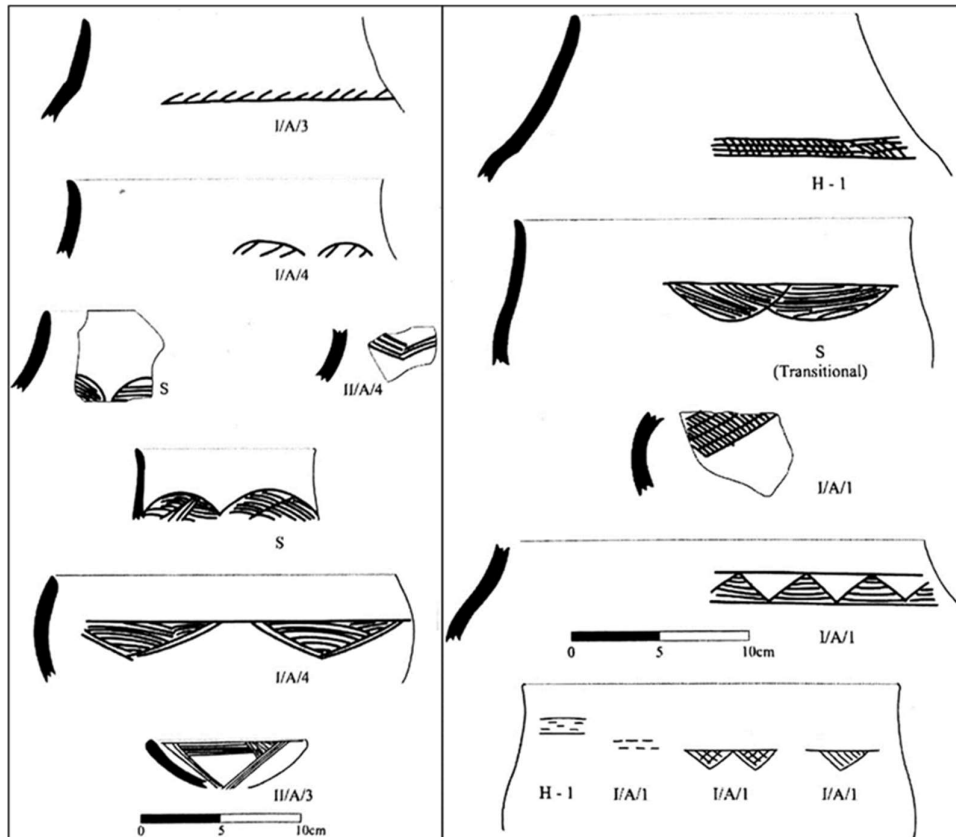 I/A/3
I/A/4
S
II/A/4
S
I/A/4
II/A/3
0 5 10cm
H - 1
S
(Transitional)
I/A/1
I/A/1
0 5 10cm
H - 1 I/A/1 I/A/1 I/A/1